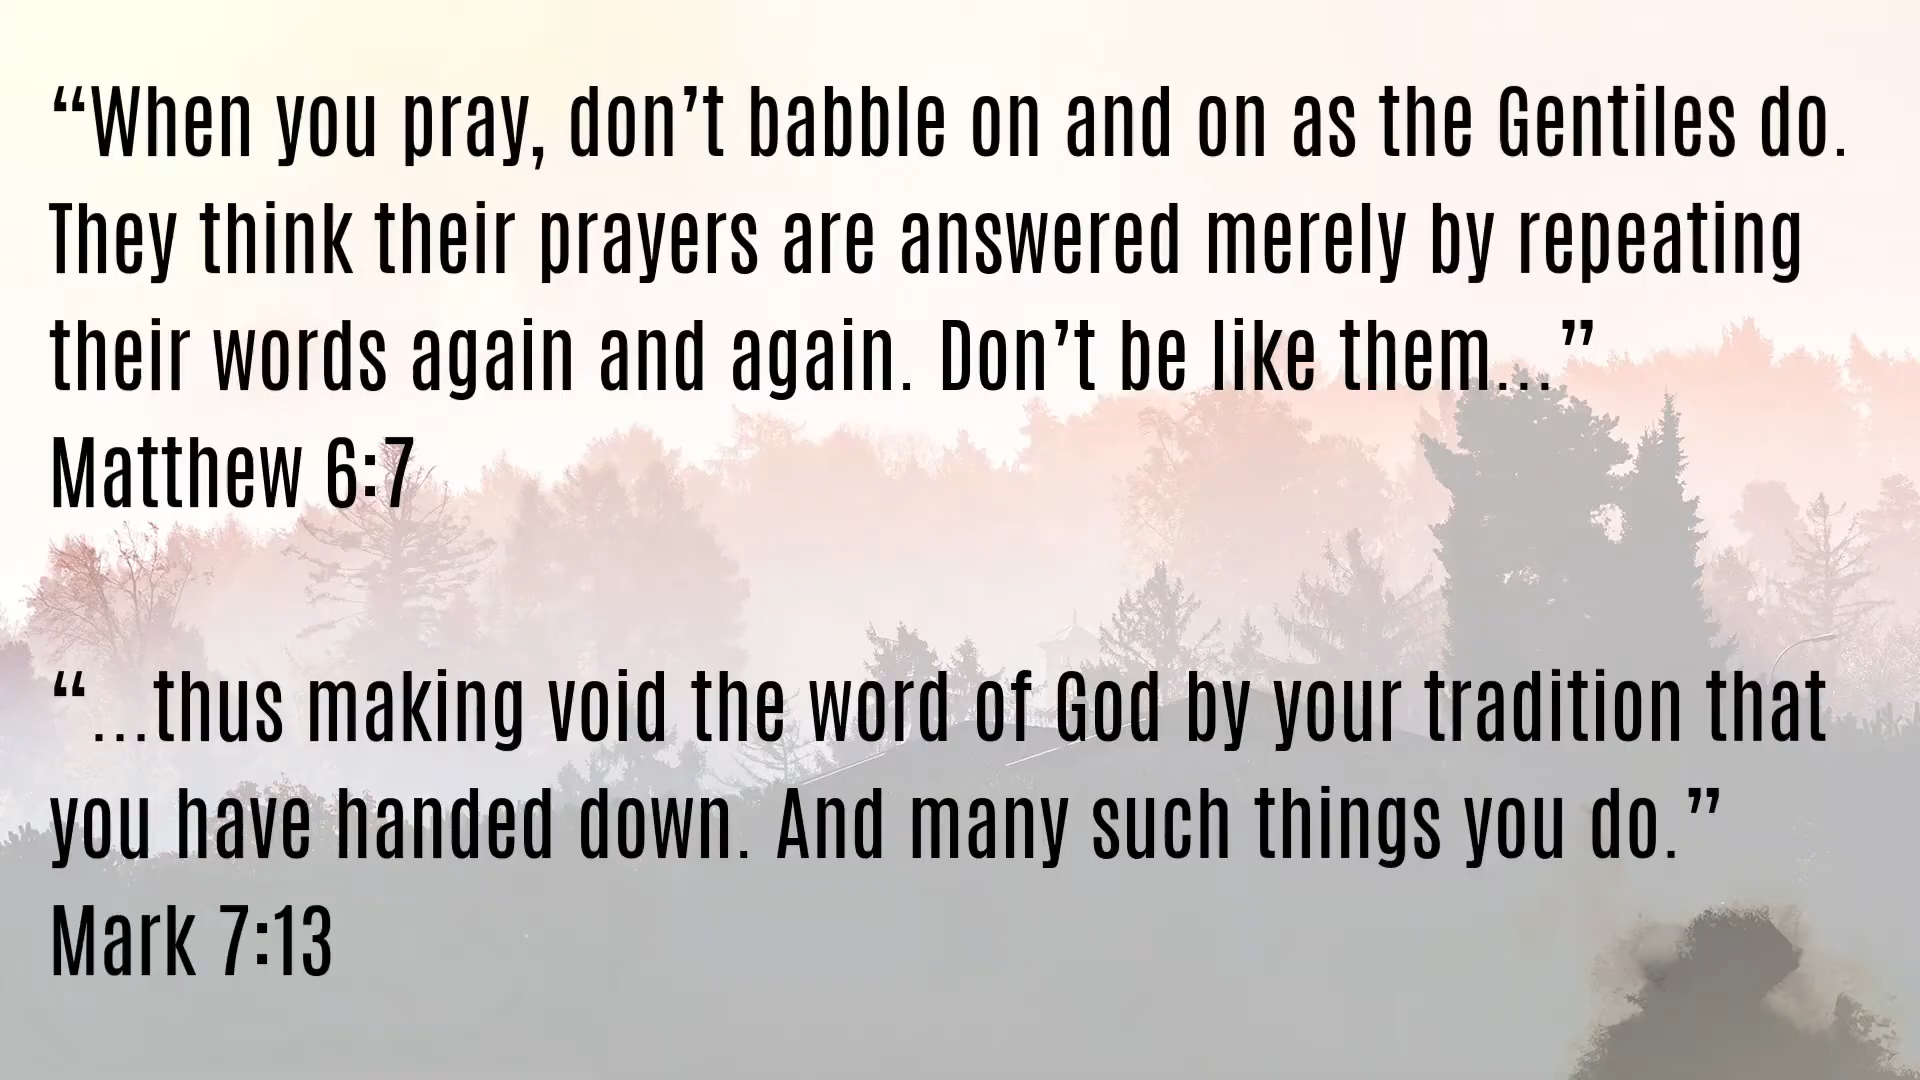 “When you pray, don’t babble on and on as the Gentiles do.
They think their prayers are answered merely by repeating
their words again and again. Don’t be like them...”
Matthew 6:7
“...thus making void the word of God by your tradition that
you have handed down. And many such things you do.”
Mark 7:13